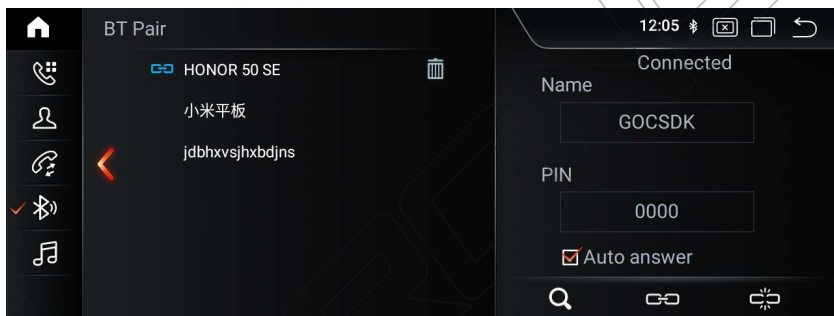 BT Pair
12:05
HONOR 50 SE
小米平板
jdbhxvsjhxbdjns
Connected
Name
GOCSDK
PIN
0000
Auto answer